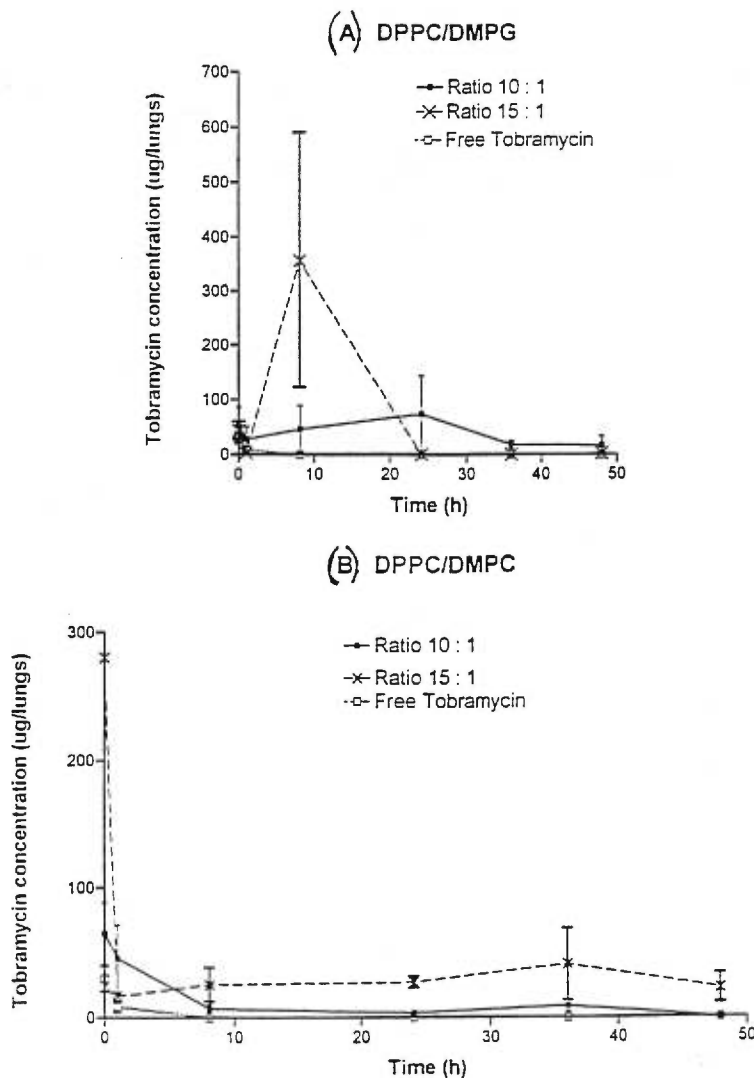 (A) DPPC/DMPG
Tobramycin concentration (ug/lungs)
700
600
500
400
300
200
100
0
Ratio 10 : 1
Ratio 15 : 1
Free Tobramycin
0 10 20 30 40 50
Time (h)
(B) DPPC/DMPC
Tobramycin concentration (ug/lungs)
300
200
100
0
Ratio 10 : 1
Ratio 15 : 1
Free Tobramycin
0 10 20 30 40 50
Time (h)